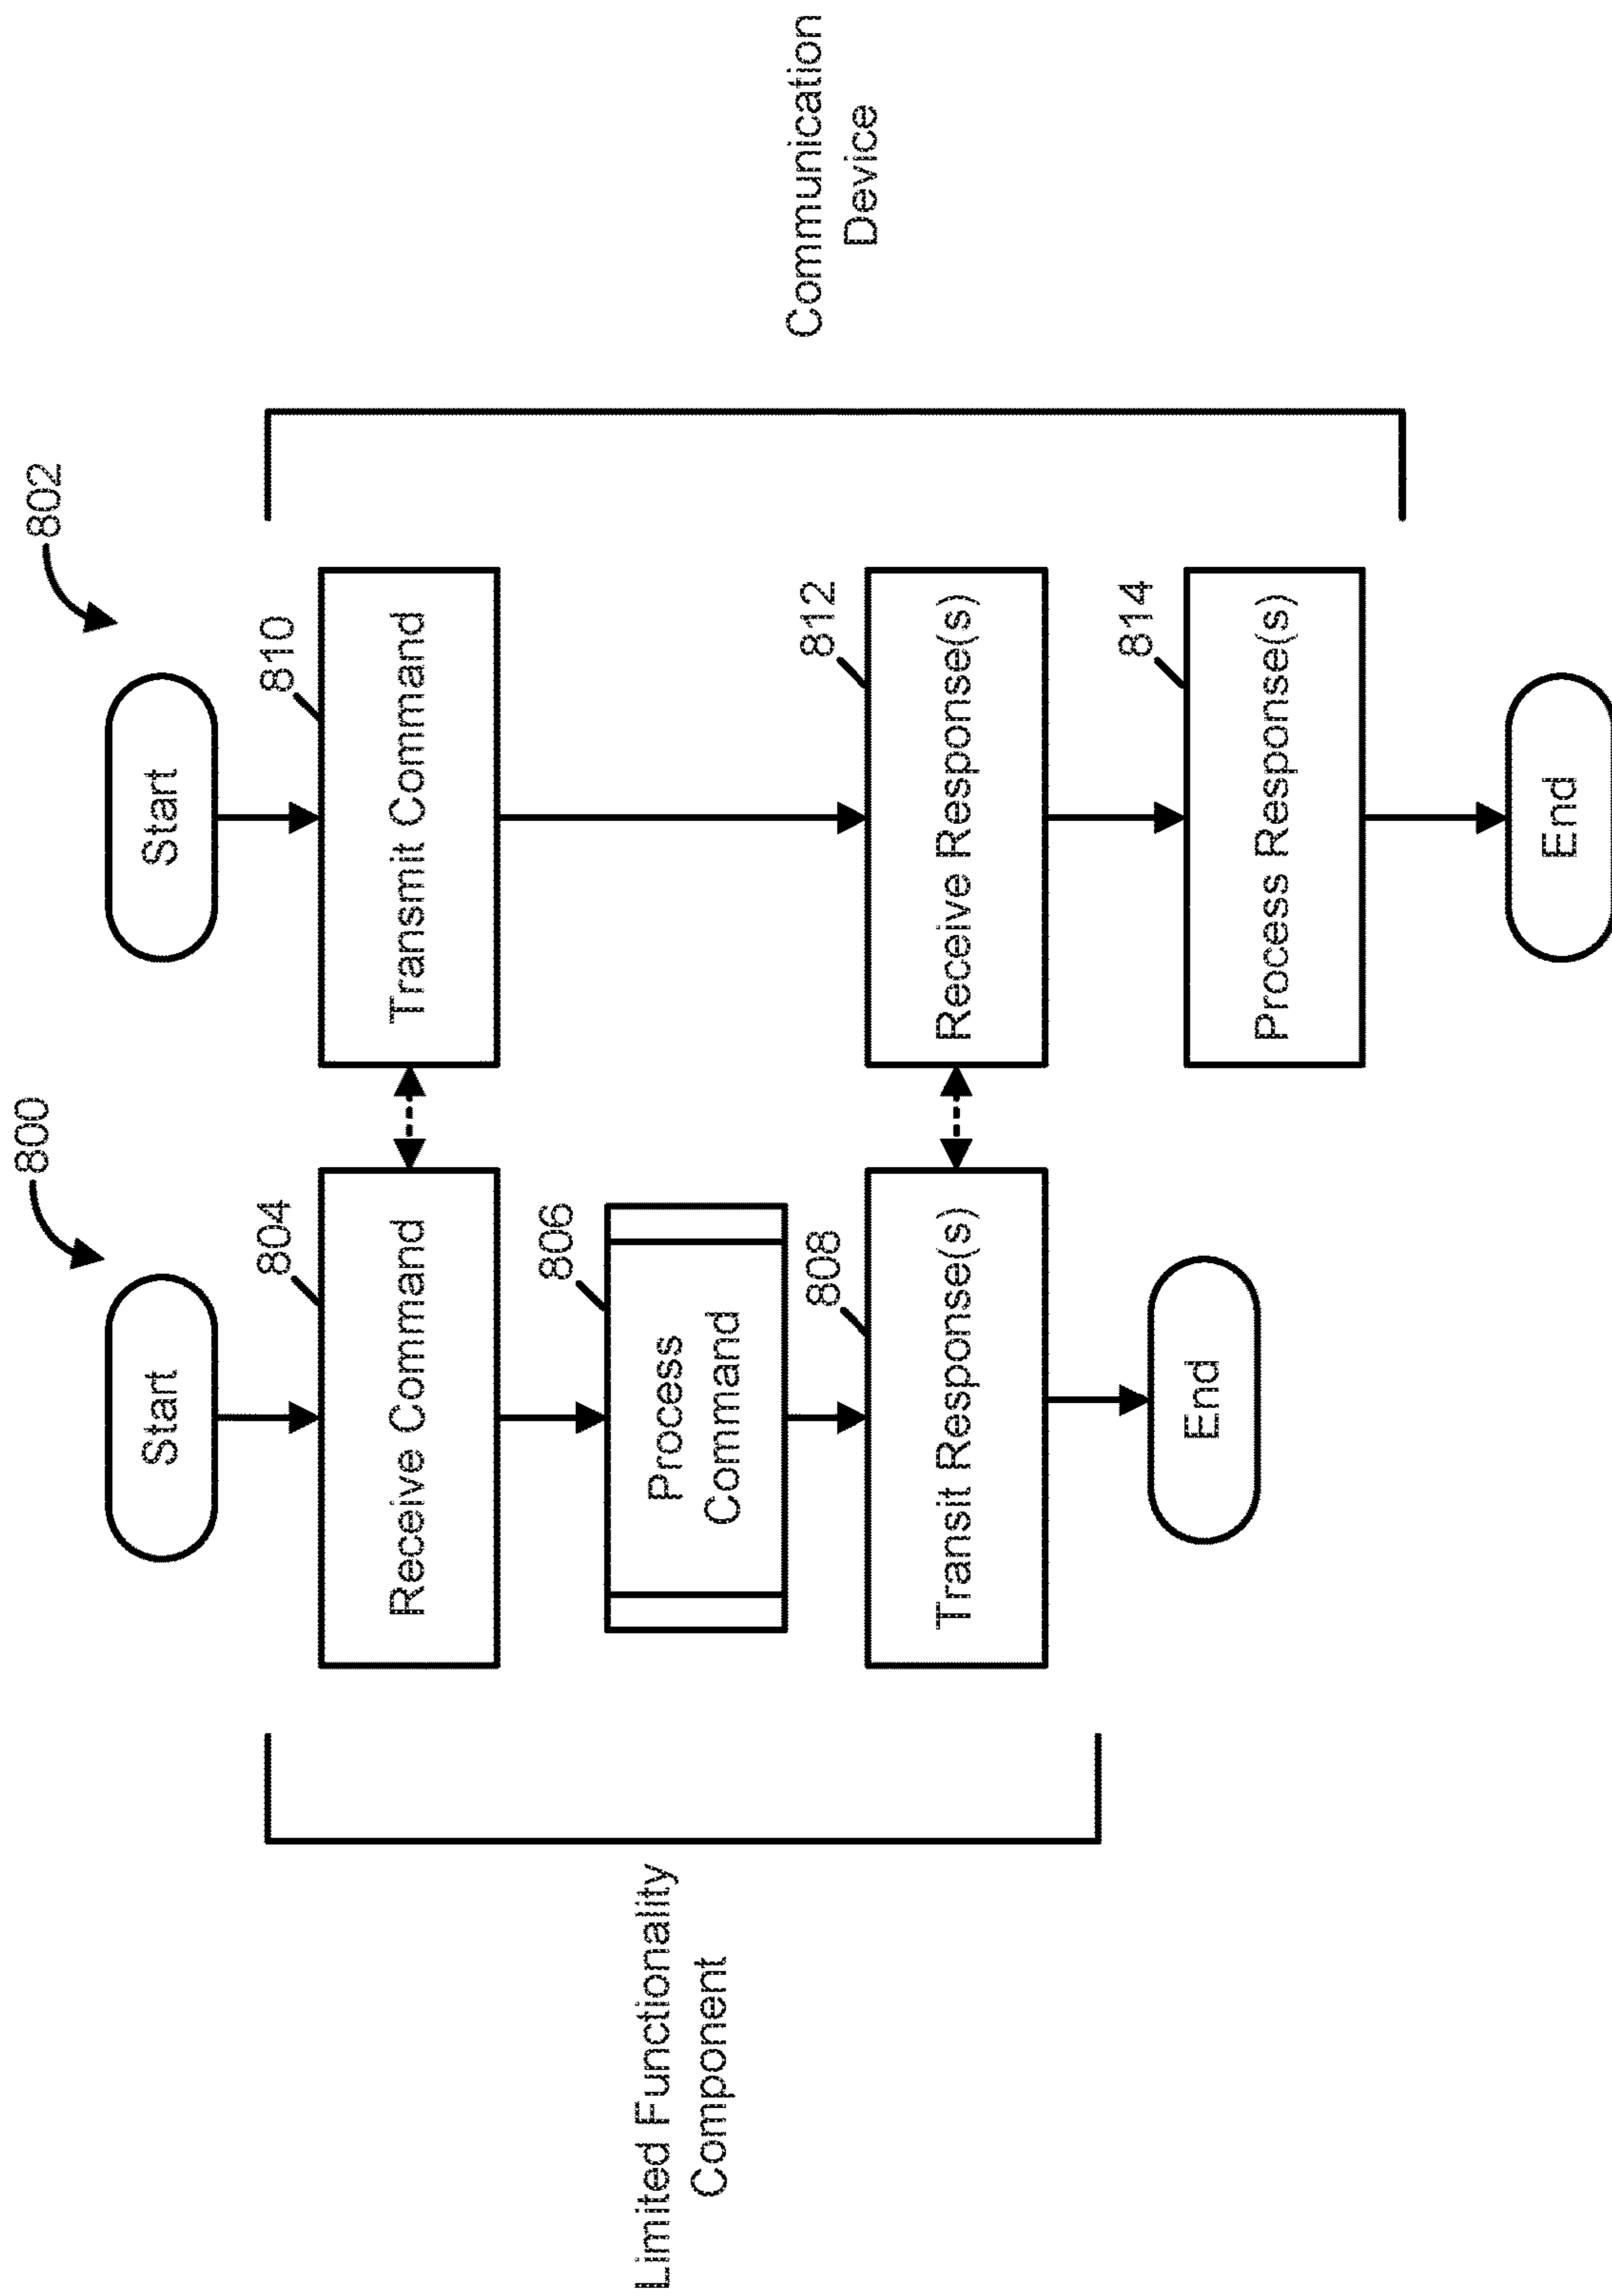 800
802
Start
Start
804
810
Receive Command
Transmit Command
806
Process
Command
808
812
Transit Response(s)
Receive Response(s)
814
Process Response(s)
End
End
Limited Functionality
Component
Communication
Device